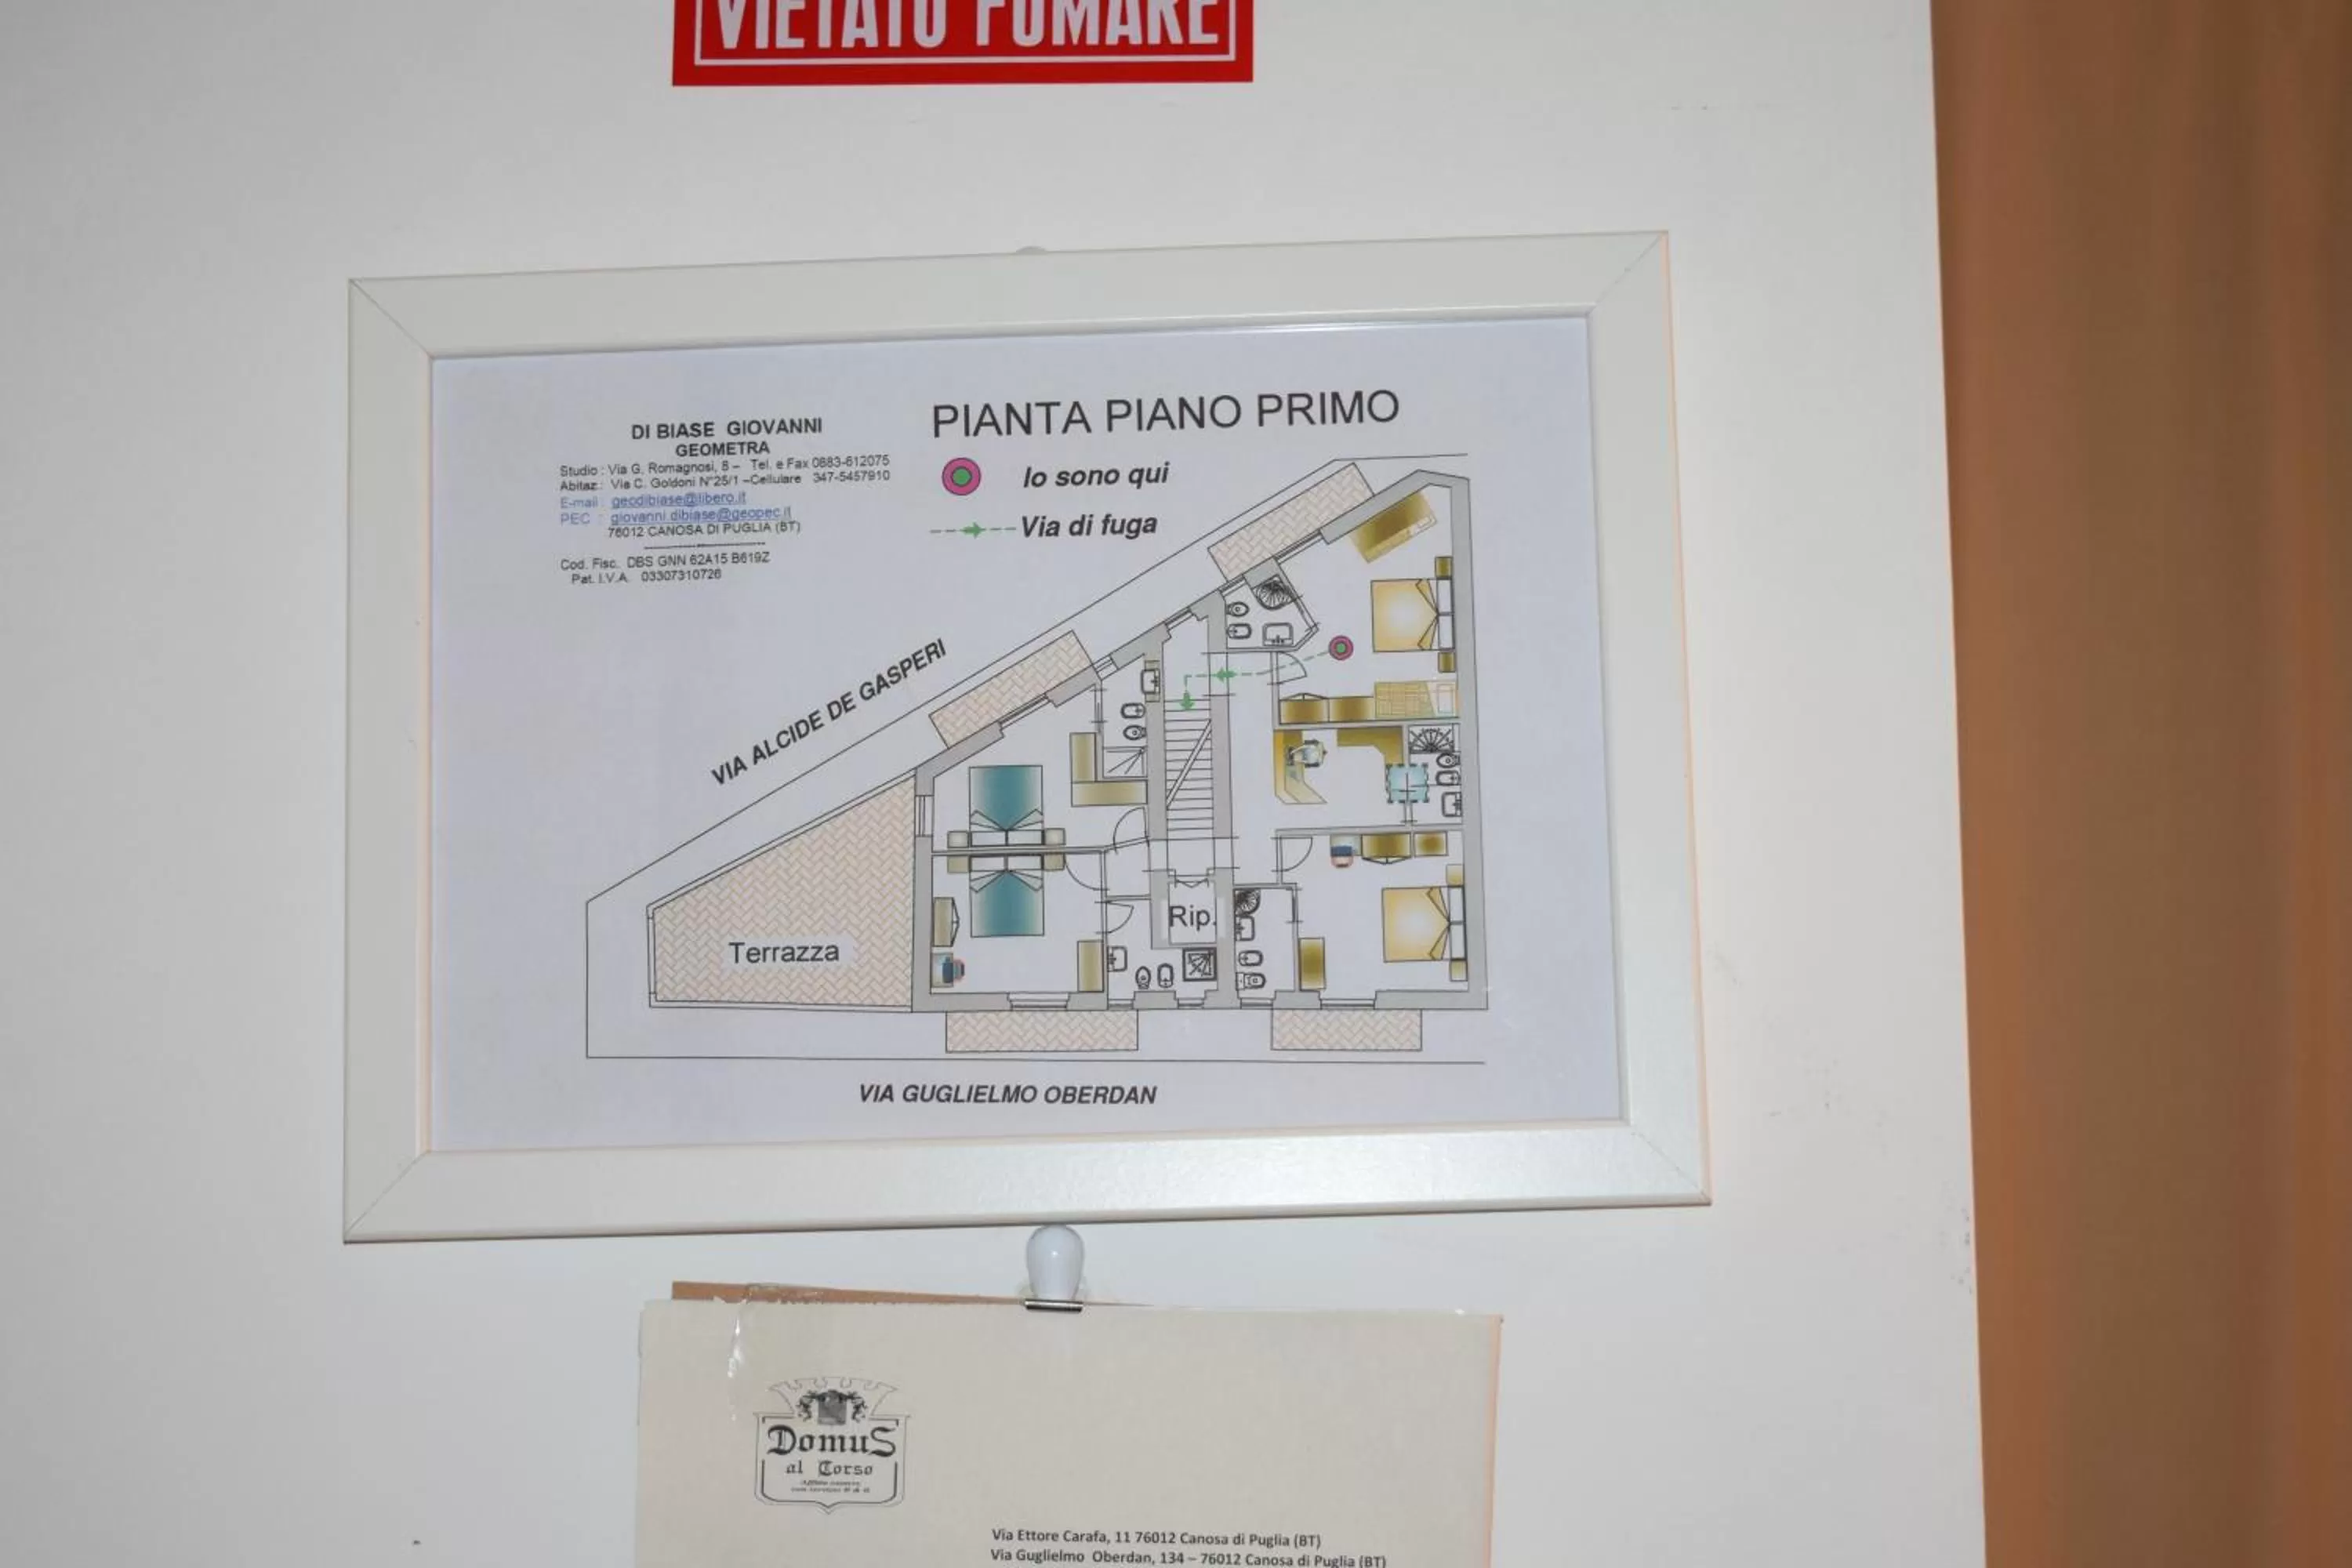 VIETATO FUMARE
DI BIASE GIOVANNI
GEOMETRA
Studio : Via G. Romagnosi, 8 – Tel. e Fax 0883-612075
Abitaz.: Via C. Goldoni N°25/1 –Cellulare 347-5457910
E-mail : geodibiase@libero.it
PEC : giovanni.dibiase@geopec.it
76012 CANOSA DI PUGLIA (BT)
Cod. Fisc. DBS GNN 62A15 B619Z
Pat. I.V.A. 03307310726
PIANTA PIANO PRIMO
Io sono qui
Via di fuga
VIA ALCIDE DE GASPERI
Rip.
Terrazza
VIA GUGLIELMO OBERDAN
DomuS
al Corso
Via Ettore Carafa, 11 76012 Canosa di Puglia (BT)
Via Guglielmo Oberdan, 134 – 76012 Canosa di Puglia (BT)